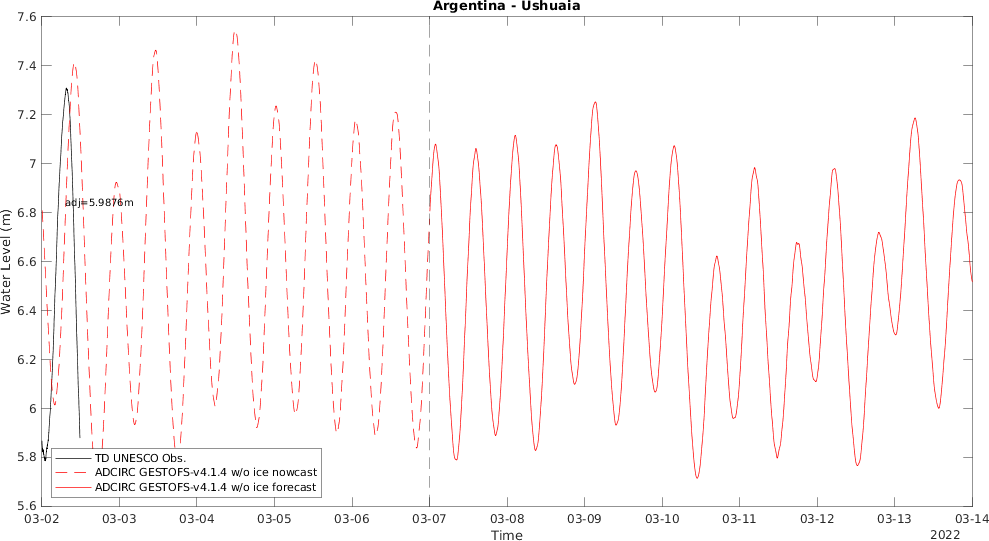 Argentina - Ushuaia
7.6
7.4
7.2
7
6.8
6.6
6.4
6.2
6
5.8
5.6
Water Level (m)
adj=5.9876m
TD UNESCO Obs.
ADCIRC GESTOFS-v4.1.4 w/o ice nowcast
ADCIRC GESTOFS-v4.1.4 w/o ice forecast
03-02 03-03 03-04 03-05 03-06 03-07 03-08 03-09 03-10 03-11 03-12 03-13 03-14
Time
2022